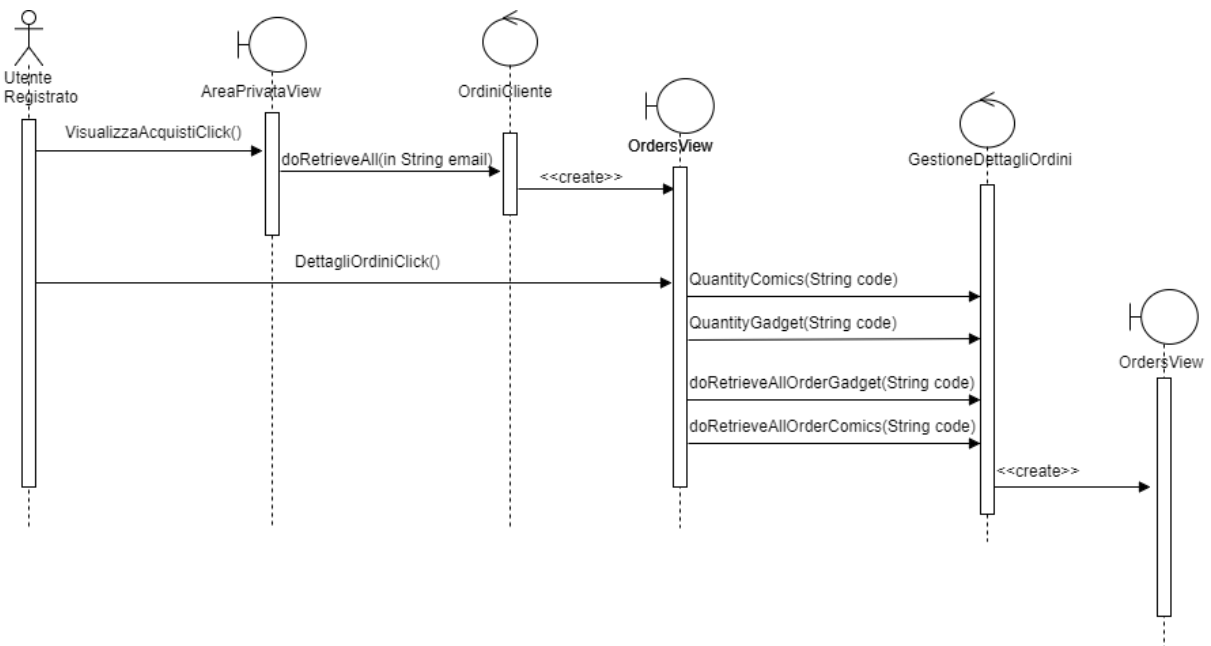 Utente
Registrato
AreaPrivataView
OrdiniCliente
OrdersView
GestioneDettagliOrdini
VisualizzaAcquistiClick()
doRetrieveAll(in String email)
<<create>>
DettagliOrdiniClick()
QuantityComics(String code)
QuantityGadget(String code)
OrdersView
doRetrieveAllOrderGadget(String code)
doRetrieveAllOrderComics(String code)
<<create>>